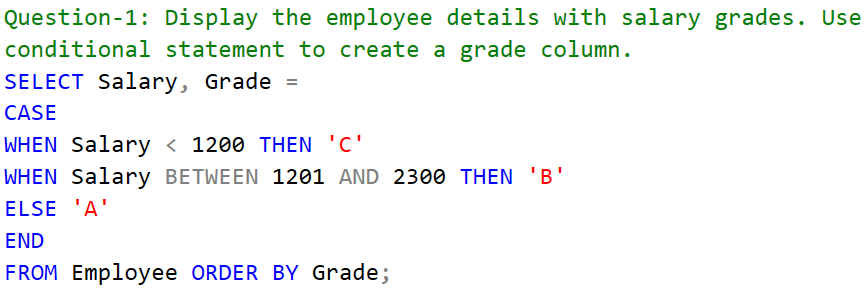 Question-1: Display the employee details with salary grades. Use
conditional statement to create a grade column.
SELECT Salary, Grade =
CASE
WHEN Salary < 1200 THEN 'C'
WHEN Salary BETWEEN 1201 AND 2300 THEN 'B'
ELSE 'A'
END
FROM Employee ORDER BY Grade;